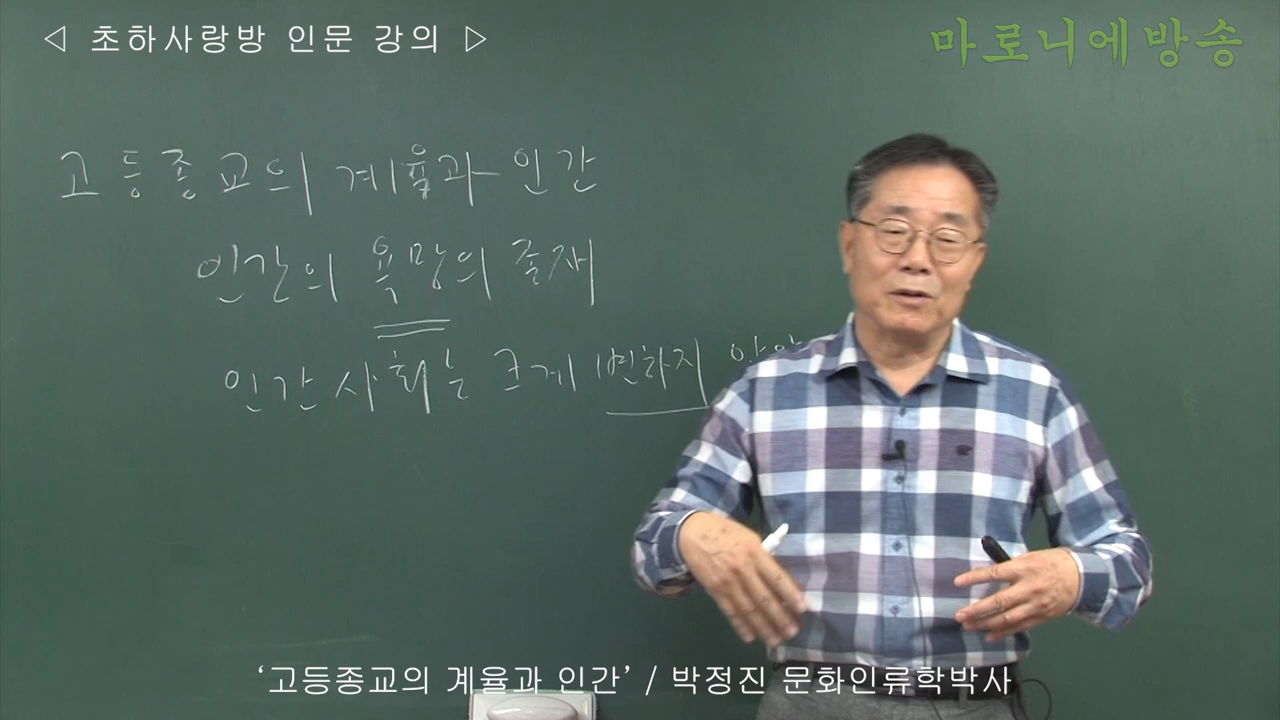 ◁ 초하사랑방 인문 강의 ▷
마로니에방송
고등종교의 계율과 인간
인간의 욕망의 존재
인간 사회는 크게 변하지
'고등종교의 계율과 인간' / 박정진 문화인류학박사